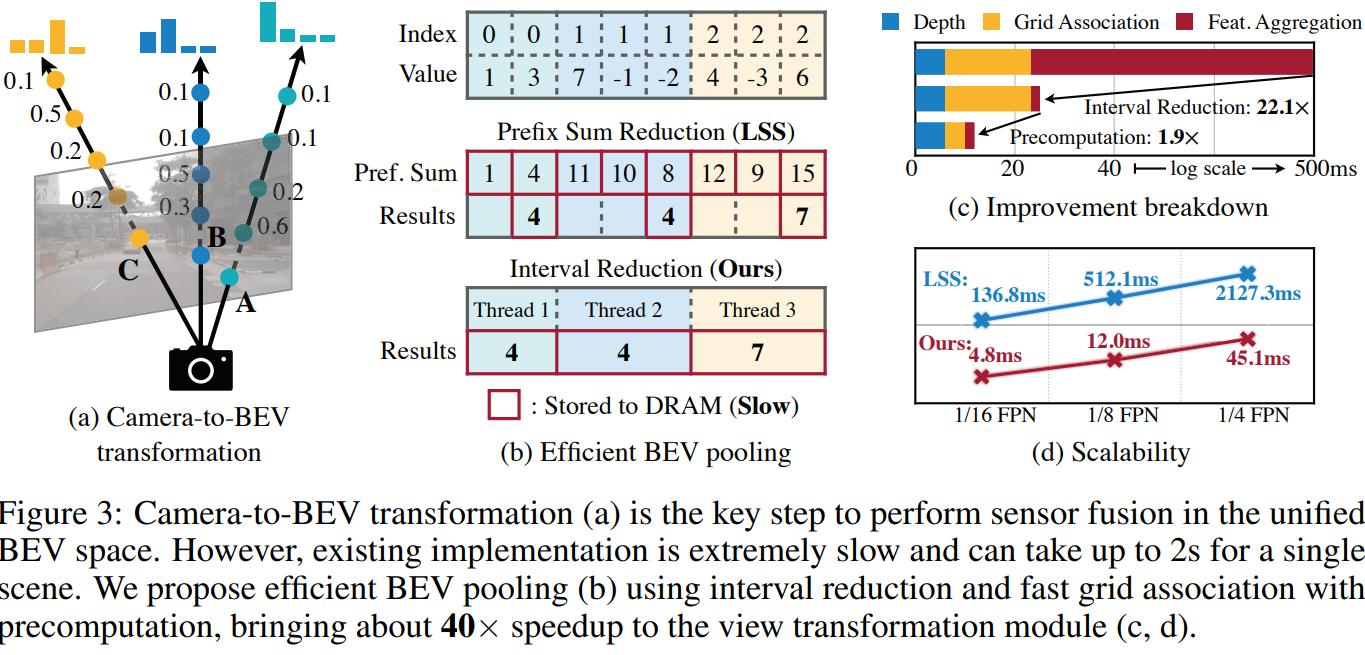 0.1
0.5
0.2
0.2
C
0.1
0.1
0.5
0.3
B
0.1
0.1
0.2
0.6
A
(a) Camera-to-BEV
transformation
Index 0 0 1 1 1 2 2 2
Value 1 3 7 -1 -2 4 -3 6
Prefix Sum Reduction (LSS)
Pref. Sum 1 4 11 10 8 12 9 15
Results 4 4 7
Interval Reduction (Ours)
Thread 1 Thread 2 Thread 3
Results 4 4 7
: Stored to DRAM (Slow)
(b) Efficient BEV pooling
Depth Grid Association Feat. Aggregation
Interval Reduction: 22.1×
Precomputation: 1.9×
0 20 40 log scale 500ms
(c) Improvement breakdown
LSS: 136.8ms 512.1ms 2127.3ms
Ours: 4.8ms 12.0ms 45.1ms
1/16 FPN 1/8 FPN 1/4 FPN
(d) Scalability
Figure 3: Camera-to-BEV transformation (a) is the key step to perform sensor fusion in the unified
BEV space. However, existing implementation is extremely slow and can take up to 2s for a single
scene. We propose efficient BEV pooling (b) using interval reduction and fast grid association with
precomputation, bringing about 40× speedup to the view transformation module (c, d).